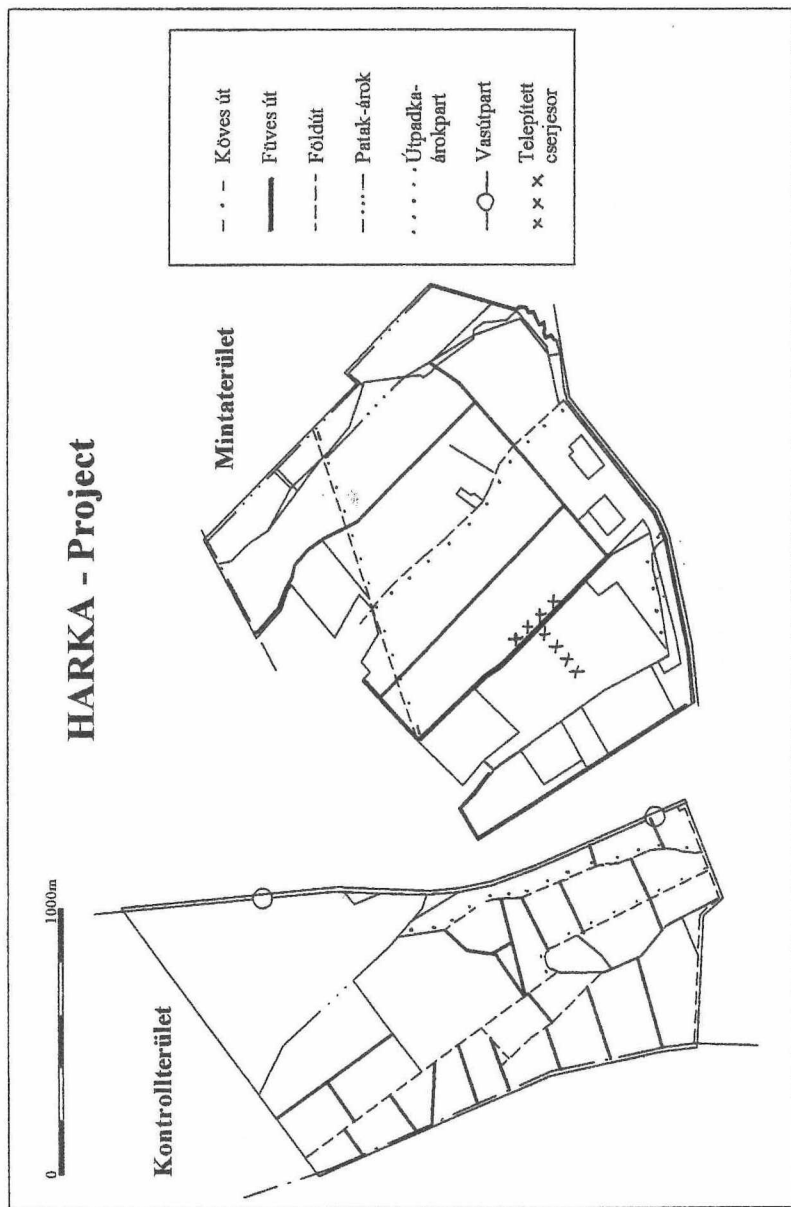 HARKA - Project
0
1000m
Kontrollterület
Mintaterület
Köves út
Füves út
Földút
Patak-árok
Útpadka-
árokpart
Vasútpart
Telepített
cserjesor